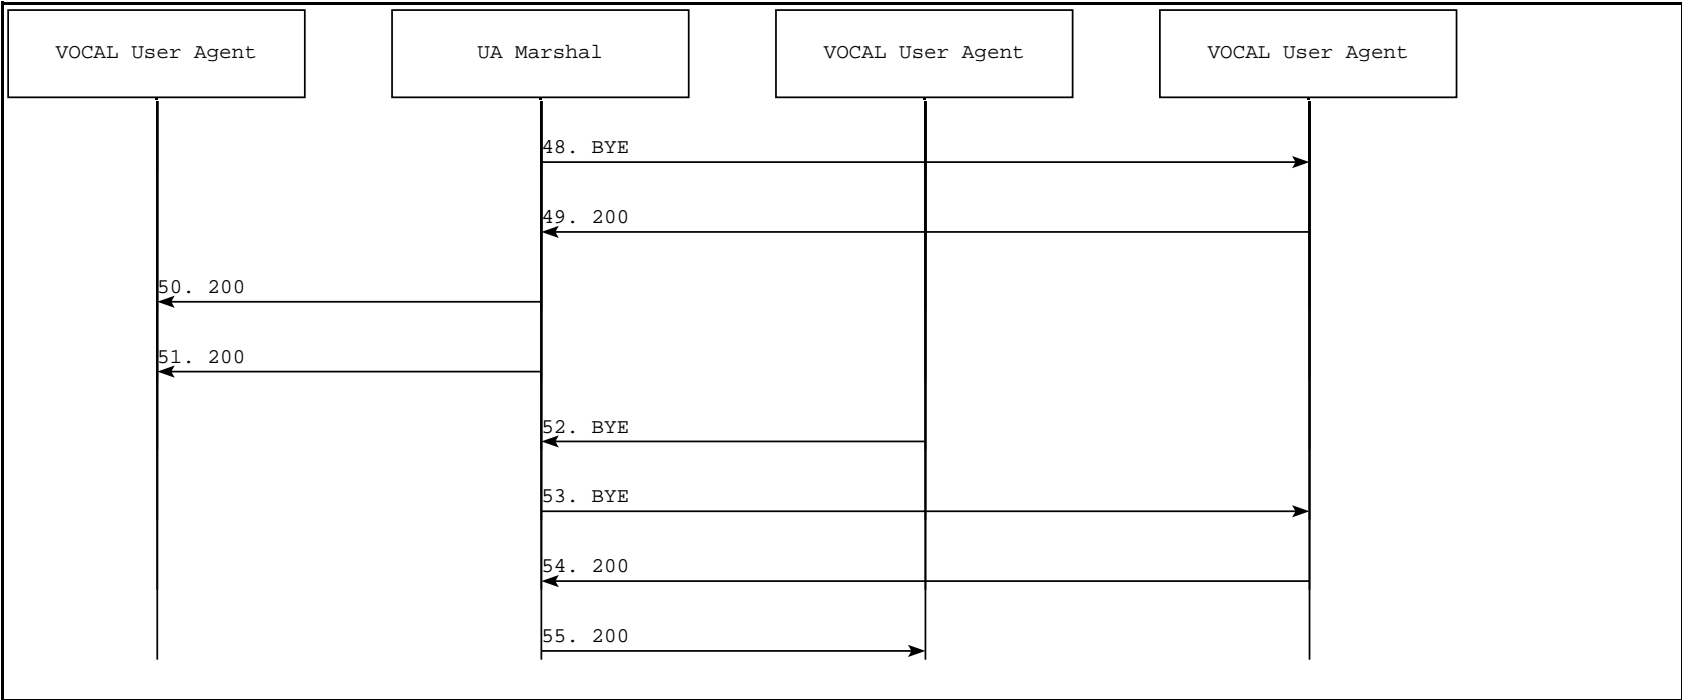 VOCAL User Agent
UA Marshal
VOCAL User Agent
VOCAL User Agent
48. BYE
49. 200
50. 200
51. 200
52. BYE
53. BYE
54. 200
55. 200